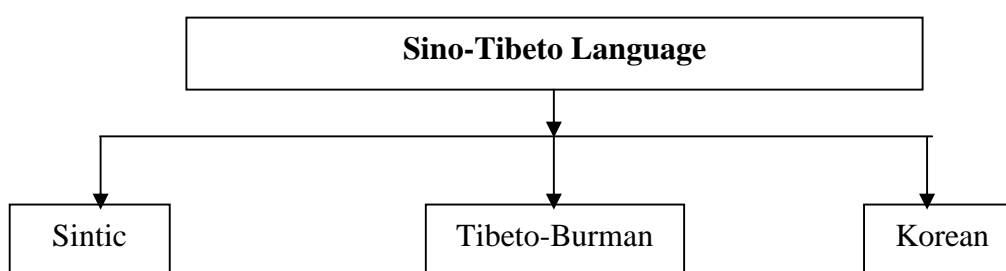 Sino-Tibeto Language
Sintic
Tibeto-Burman
Korean